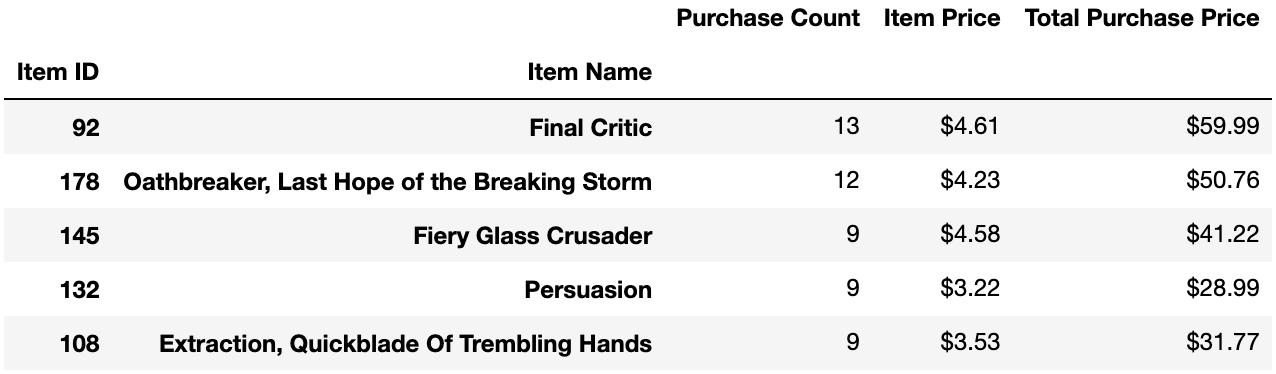 Purchase Count Item Price Total Purchase Price
Item ID Item Name
92 Final Critic 13 $4.61 $59.99
178 Oathbreaker, Last Hope of the Breaking Storm 12 $4.23 $50.76
145 Fiery Glass Crusader 9 $4.58 $41.22
132 Persuasion 9 $3.22 $28.99
108 Extraction, Quickblade Of Trembling Hands 9 $3.53 $31.77